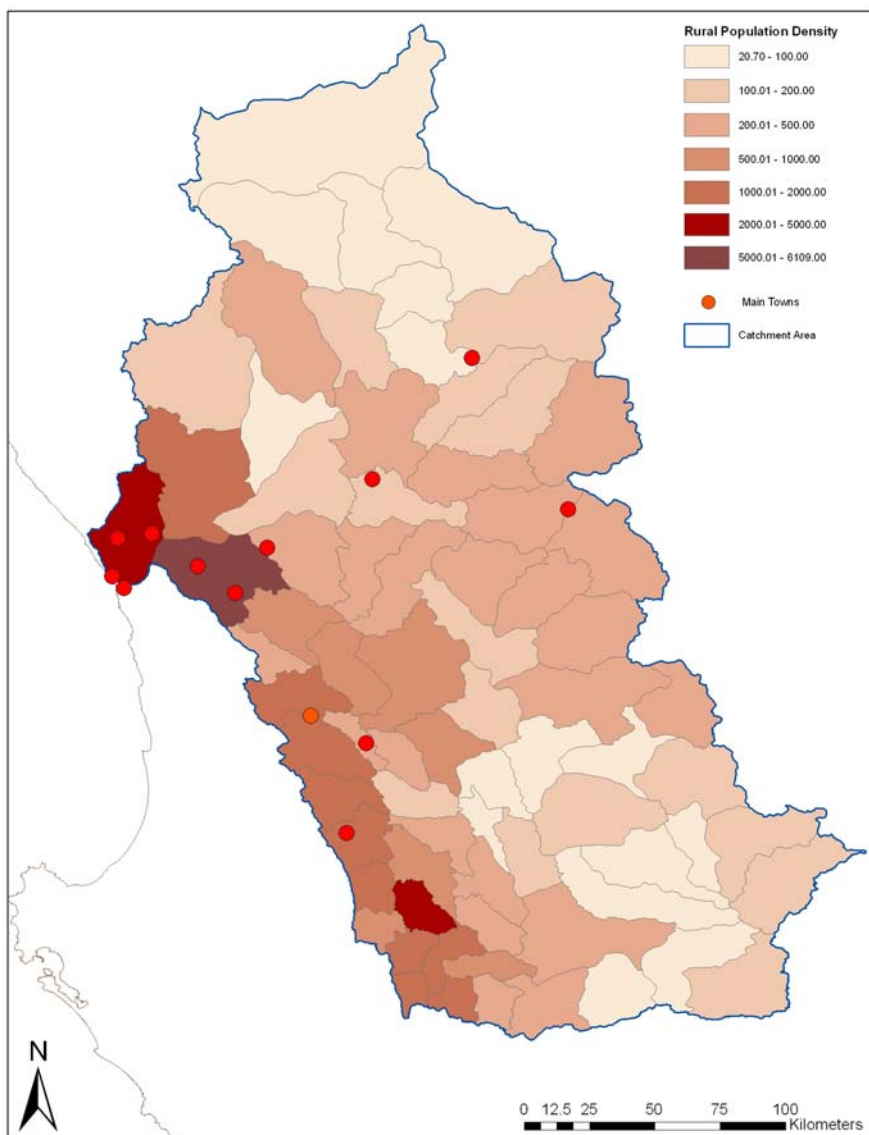 Rural Population Density
20.70 - 100.00
100.01 - 200.00
200.01 - 500.00
500.01 - 1000.00
1000.01 - 2000.00
2000.01 - 5000.00
5000.01 - 6109.00
Main Towns
Catchment Area
N
0 12.5 25 50 75 100
Kilometers